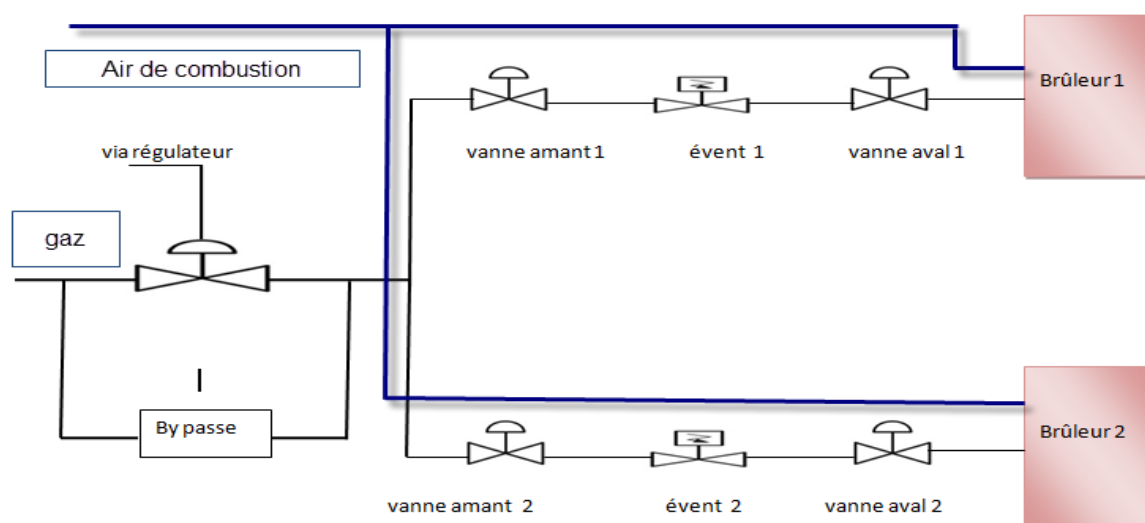 Air de combustion
Brûleur 1
vanne amant 1
évent 1
vanne aval 1
via régulateur
gaz
By passe
Brûleur 2
vanne amant 2
évent 2
vanne aval 2